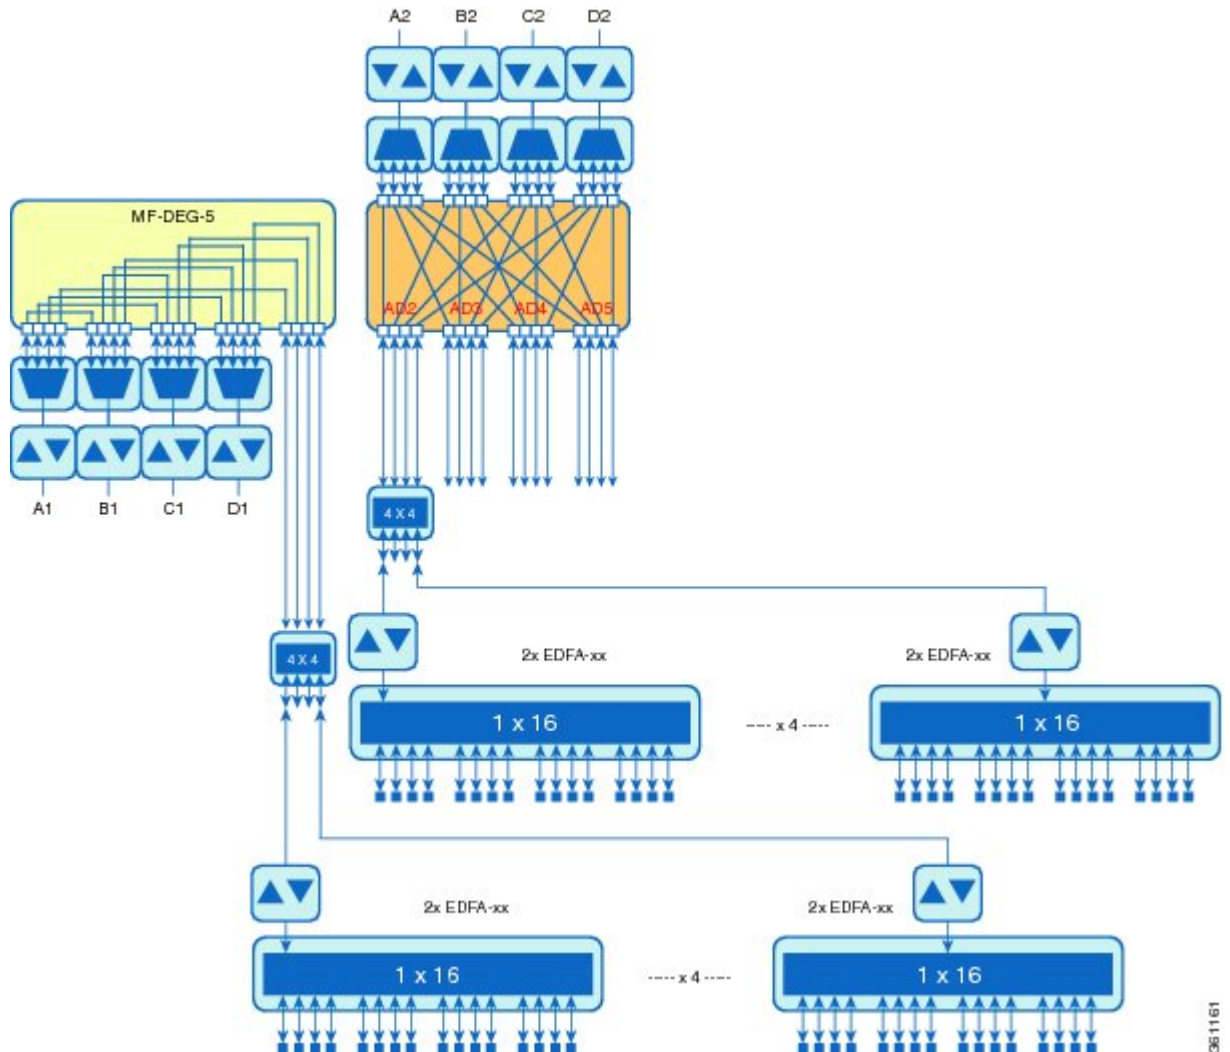 A2 B2 C2 D2
MF-DEG-5
AD2 AD3 AD4 AD5
A1 B1 C1 D1
4 X 4
4 X 4
2x EDFA-xx 2x EDFA-xx
1 x 16 ---- x 4 ----- 1 x 16
2x EDFA-xx 2x EDFA-xx
1 x 16 ----- x 4 ----- 1 x 16
361161